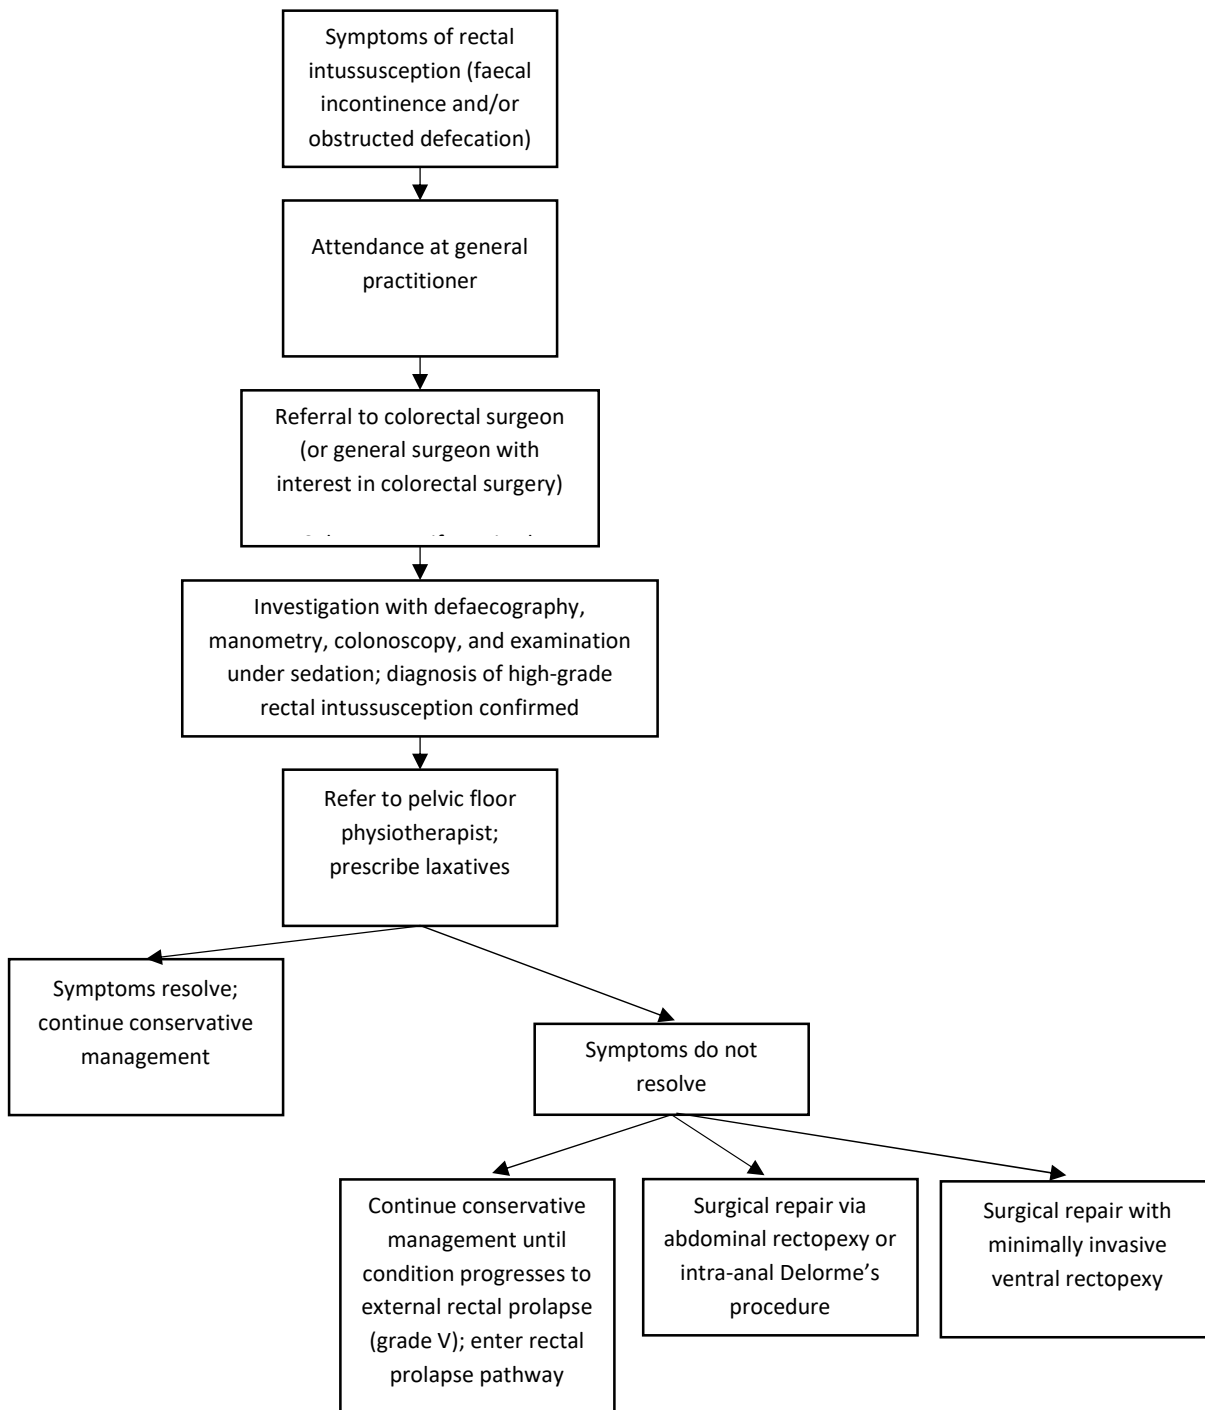 Symptoms of rectal
intussusception (faecal
incontinence and/or
obstructed defecation)
Attendance at general
practitioner
Referral to colorectal surgeon
(or general surgeon with
interest in colorectal surgery)
Investigation with defaecography,
manometry, colonoscopy, and examination
under sedation; diagnosis of high-grade
rectal intussusception confirmed
Refer to pelvic floor
physiotherapist;
prescribe laxatives
Symptoms resolve;
continue conservative
management
Symptoms do not
resolve
Continue conservative
management until
condition progresses to
external rectal prolapse
(grade V); enter rectal
prolapse pathway
Surgical repair via
abdominal rectopexy or
intra-anal Delorme’s
procedure
Surgical repair with
minimally invasive
ventral rectopexy